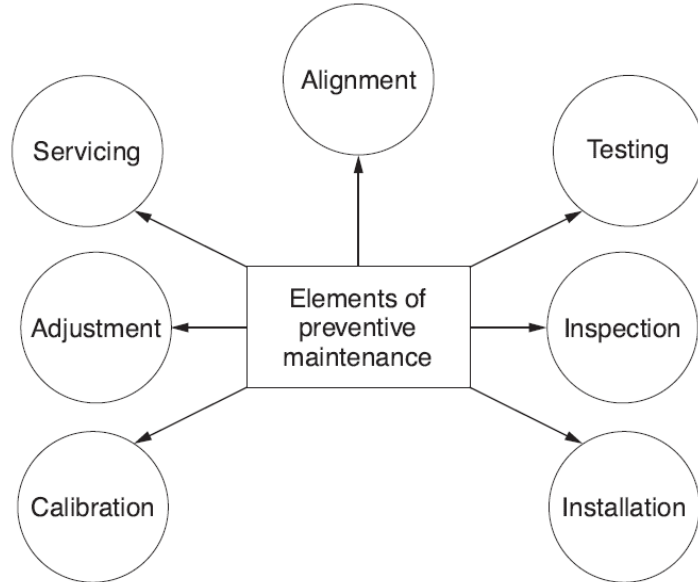 Alignment
Servicing
Testing
Elements of
preventive
maintenance
Adjustment
Inspection
Calibration
Installation